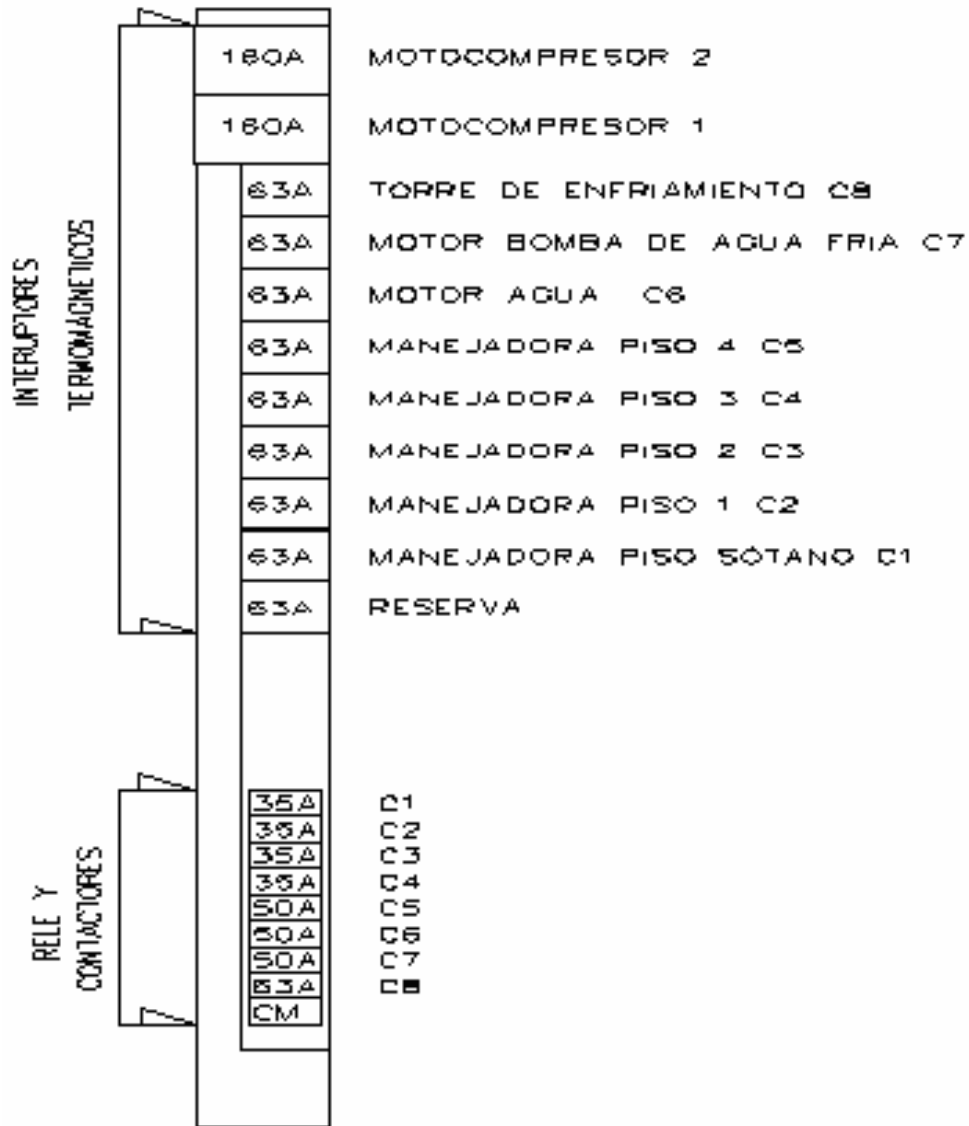 160A MOTOCOMPRESOR 2
160A MOTOCOMPRESOR 1
63A TORRE DE ENFRIAMIENTO C8
63A MOTOR BOMBA DE AGUA FRIA C7
63A MOTOR AGUA C6
63A MANEJADORA PISO 4 C5
63A MANEJADORA PISO 3 C4
63A MANEJADORA PISO 2 C3
63A MANEJADORA PISO 1 C2
63A MANEJADORA PISO SÓTANO C1
63A RESERVA
INTERUPTORES
TERMOMAGNETICOS
35A C1
35A C2
35A C3
35A C4
50A C5
50A C6
50A C7
63A C8
CM
RELE Y
CONTACTORES